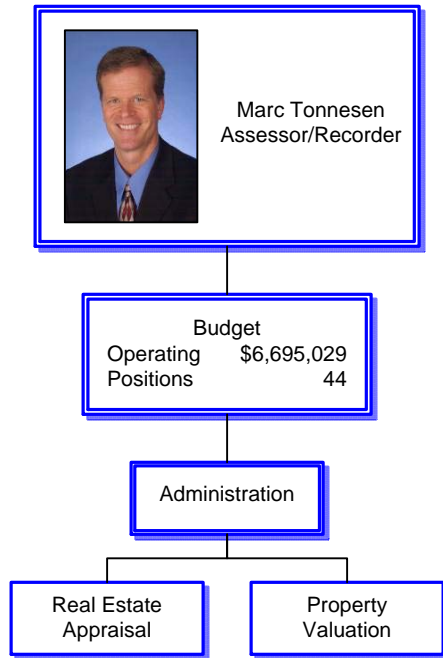 Marc Tonnesen
Assessor/Recorder
Budget
Operating $6,695,029
Positions 44
Administration
Real Estate
Appraisal
Property
Valuation